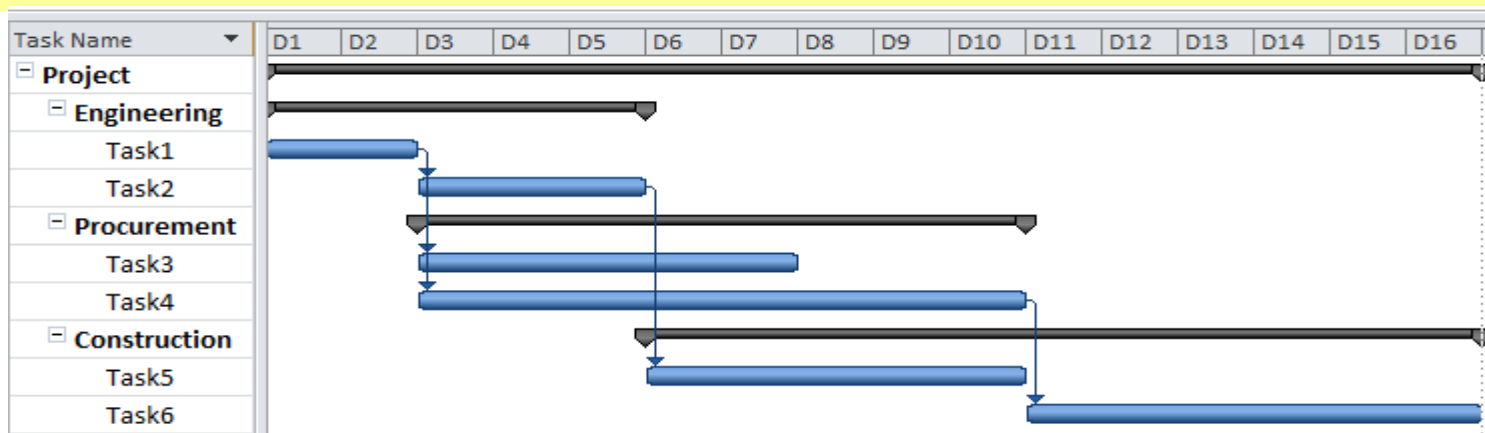 Task Name D1 D2 D3 D4 D5 D6 D7 D8 D9 D10 D11 D12 D13 D14 D15 D16
Project
Engineering
Task1
Task2
Procurement
Task3
Task4
Construction
Task5
Task6